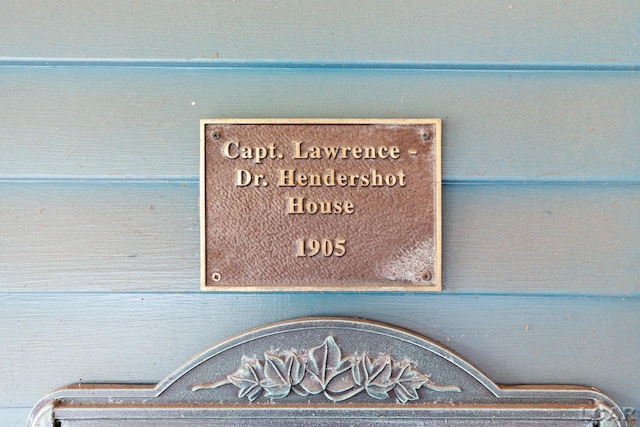 Capt. Lawrence -
Dr. Hendershot
House
1905